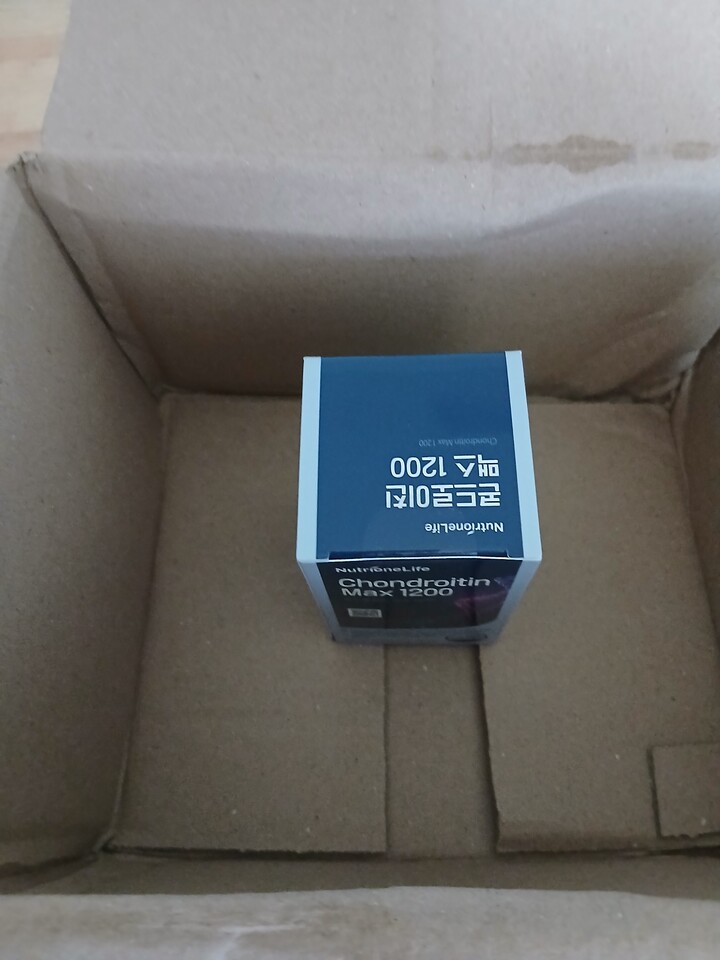 NutrioneLife
콘드로이친
맥스 1200
Chondroitin Max 1200
NutrioneLife
Chondroitin
Max 1200